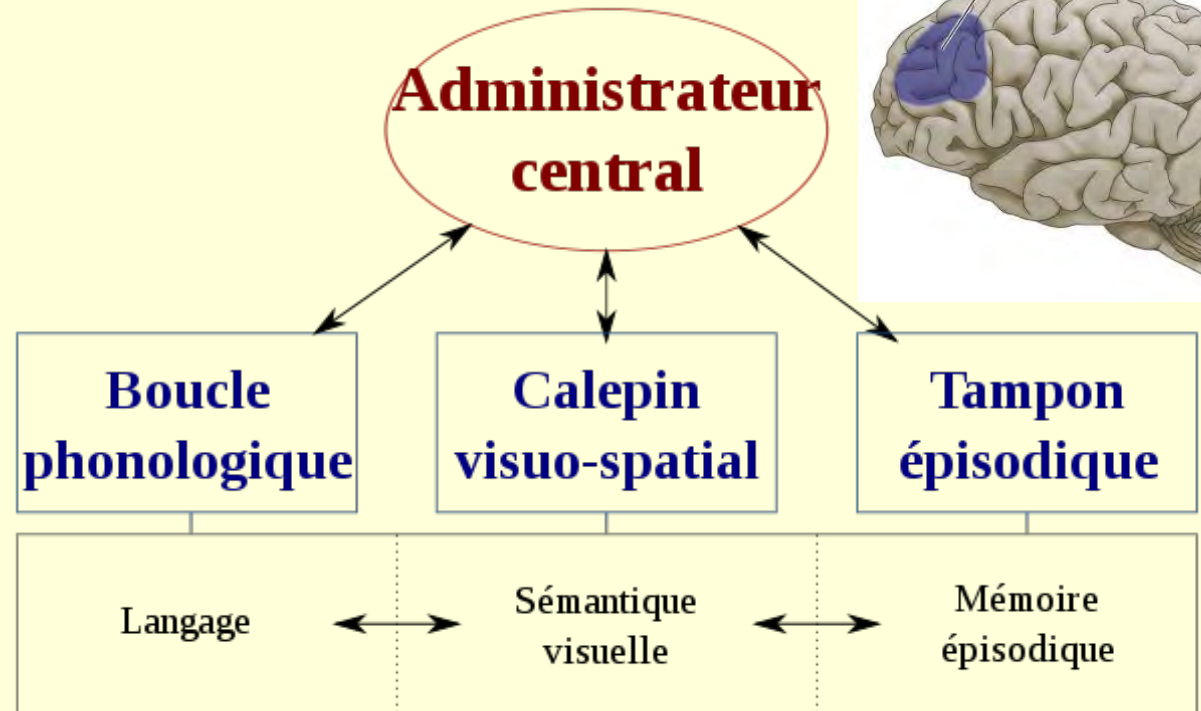 Administrateur
central
Boucle
phonologique
Calepin
visuo-spatial
Tampon
épisodique
Langage
Sémantique
visuelle
Mémoire
épisodique